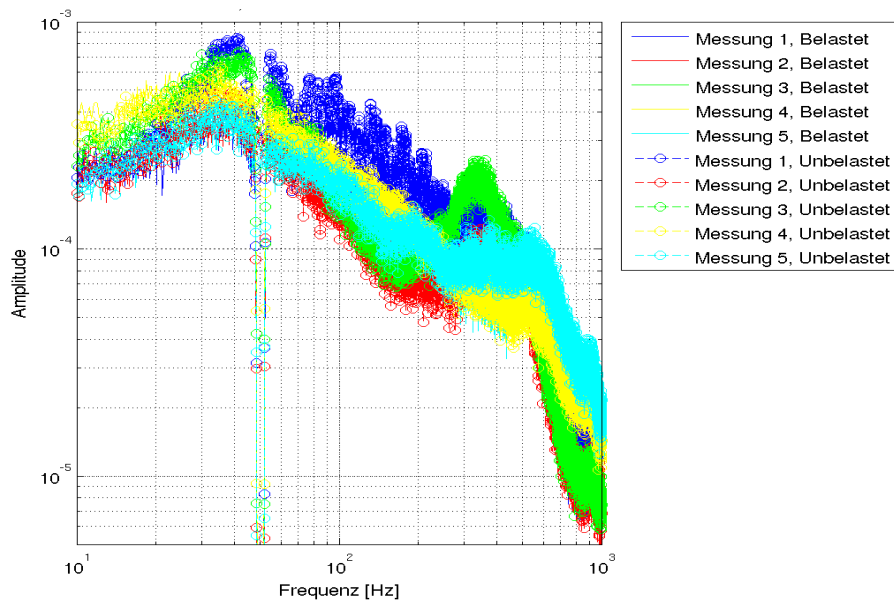 10⁻³
10⁻⁴
10⁻⁵
Amplitude
10¹
10²
10³
Frequenz [Hz]
Messung 1, Belastet
Messung 2, Belastet
Messung 3, Belastet
Messung 4, Belastet
Messung 5, Belastet
Messung 1, Unbelastet
Messung 2, Unbelastet
Messung 3, Unbelastet
Messung 4, Unbelastet
Messung 5, Unbelastet